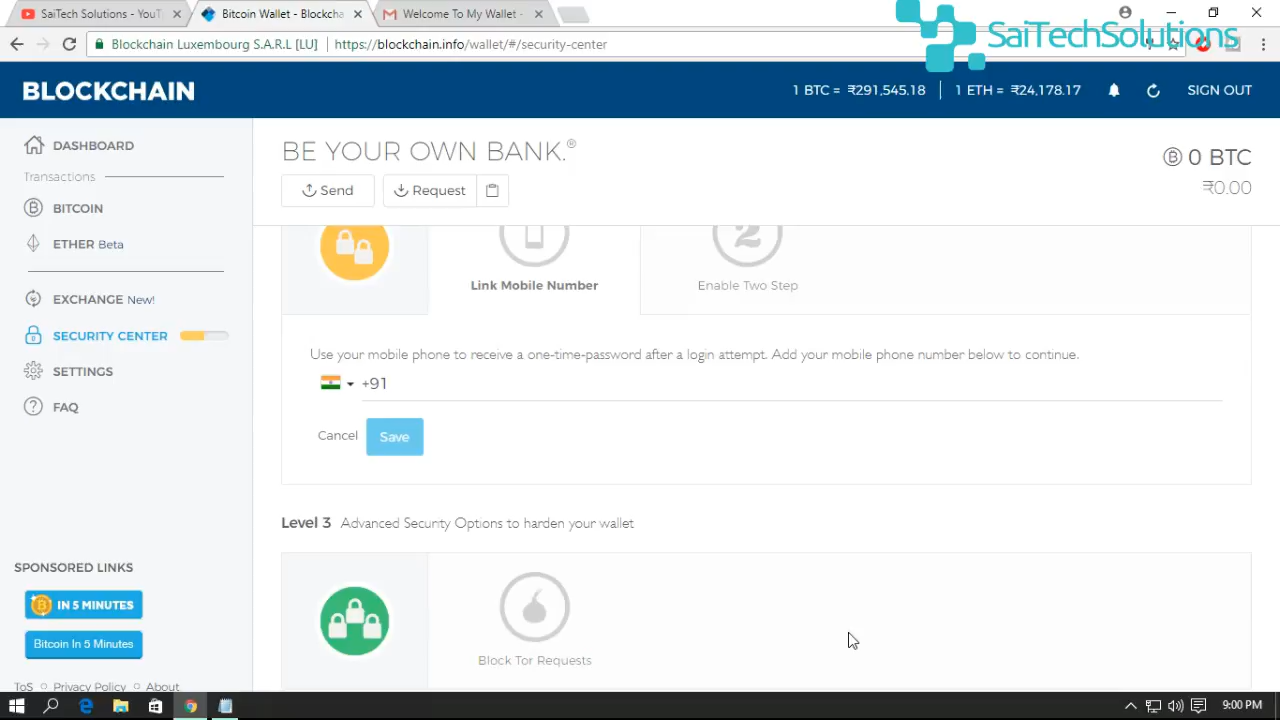 SaiTech Solutions - YouT
Bitcoin Wallet - Blockcha
Welcome To My Wallet -
SaiTechSolutions
Blockchain Luxembourg S.A.R.L [LU]
https://blockchain.info/wallet/#/security-center
BLOCKCHAIN
1 BTC = ₹291,545.18
1 ETH = ₹24,178.17
SIGN OUT
DASHBOARD
Transactions
BITCOIN
ETHER Beta
EXCHANGE New!
SECURITY CENTER
SETTINGS
FAQ
SPONSORED LINKS
IN 5 MINUTES
Bitcoin In 5 Minutes
ToS
Privacy Policy
About
BE YOUR OWN BANK.®
Send
Request
0 BTC
₹0.00
Link Mobile Number
2
Enable Two Step
Use your mobile phone to receive a one-time-password after a login attempt. Add your mobile phone number below to continue.
+91
Cancel
Save
Level 3 Advanced Security Options to harden your wallet
Block Tor Requests
9:00 PM